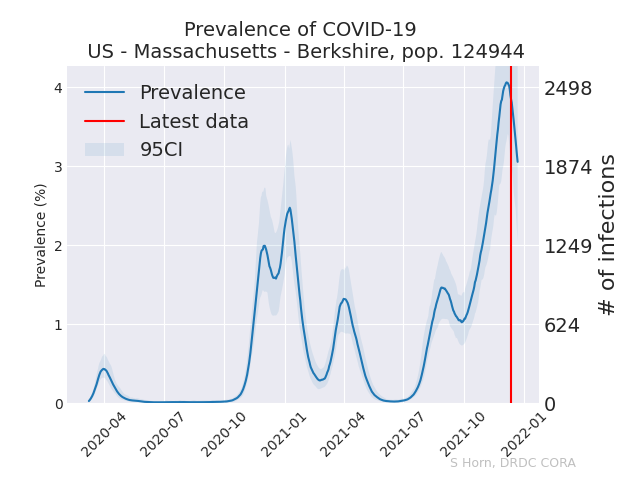 Prevalence of COVID-19
US - Massachusetts - Berkshire, pop. 124944
Prevalence
Latest data
95CI
Prevalence (%)
4
3
2
1
0
2498
1874
1249
624
0
# of infections
2020-04
2020-07
2020-10
2021-01
2021-04
2021-07
2021-10
2022-01
S Horn, DRDC CORA